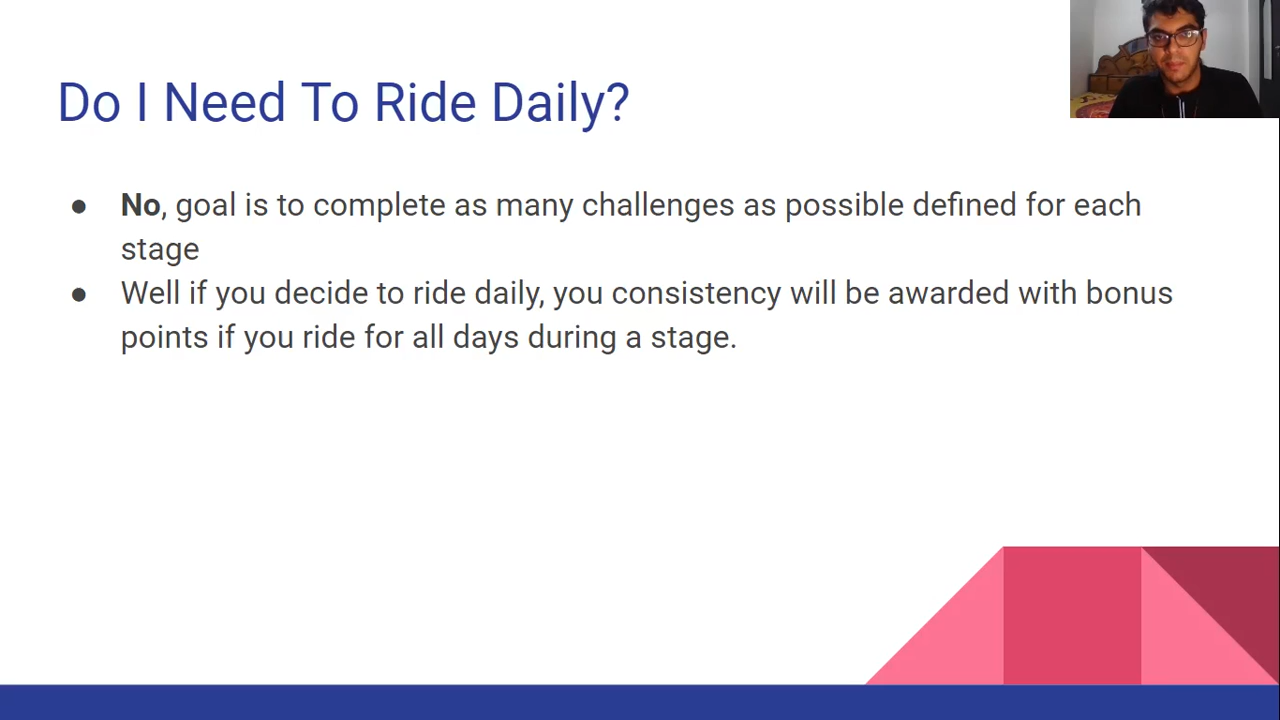 Do I Need To Ride Daily?
● No, goal is to complete as many challenges as possible defined for each
stage
● Well if you decide to ride daily, you consistency will be awarded with bonus
points if you ride for all days during a stage.